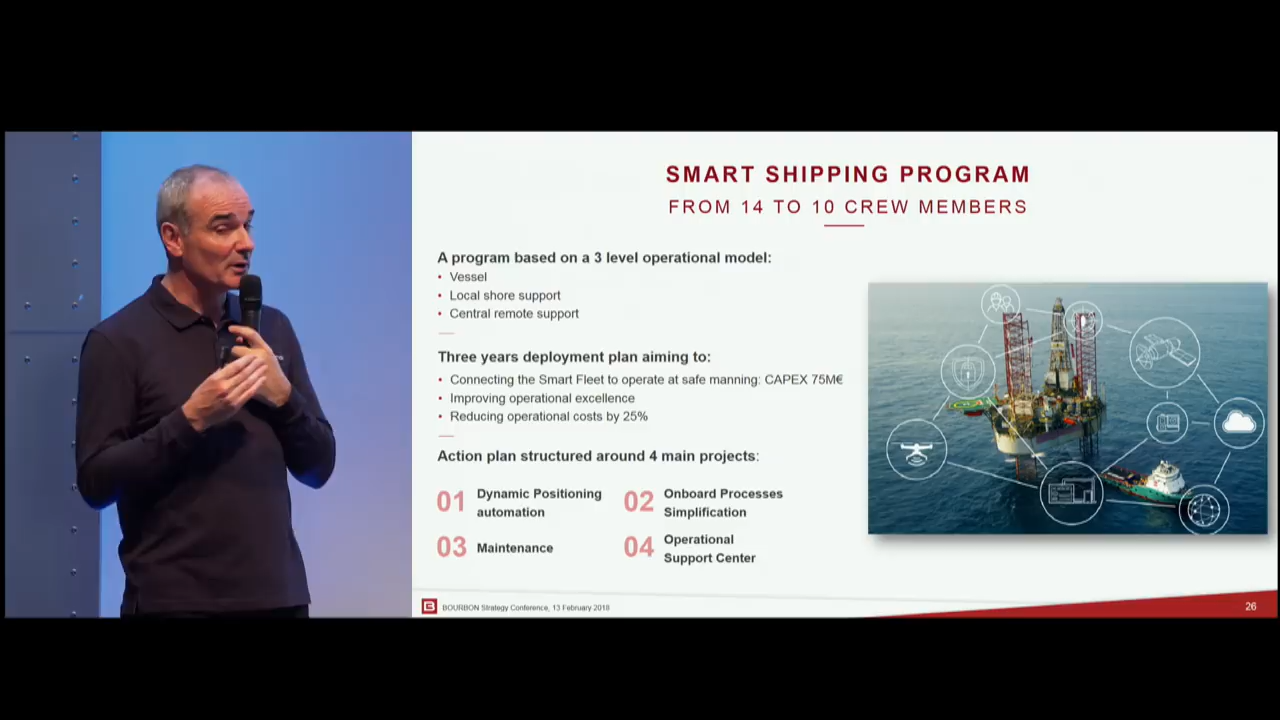 SMART SHIPPING PROGRAM
FROM 14 TO 10 CREW MEMBERS
A program based on a 3 level operational model:
• Vessel
• Local shore support
• Central remote support
Three years deployment plan aiming to:
• Connecting the Smart Fleet to operate at safe manning: CAPEX 75M€
• Improving operational excellence
• Reducing operational costs by 25%
Action plan structured around 4 main projects:
01 Dynamic Positioning
automation
02 Onboard Processes
Simplification
03 Maintenance
04 Operational
Support Center
B BOURBON Strategy Conference, 13 February 2018
26